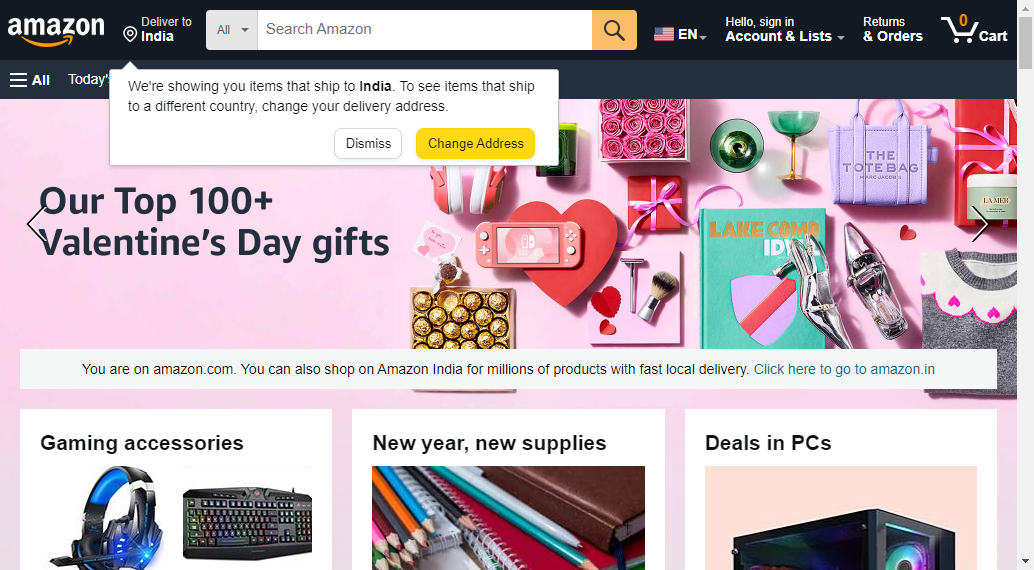 amazon
Deliver to
India
All
Search Amazon
EN
Hello, sign in
Account & Lists
Returns
& Orders
0
Cart
All
Today's
We're showing you items that ship to India. To see items that ship
to a different country, change your delivery address.
Dismiss
Change Address
Our Top 100+
Valentine's Day gifts
THE
TOTE BAG
MARC JACOBS
LA MER
LAKE COMO
IDYLL
You are on amazon.com. You can also shop on Amazon India for millions of products with fast local delivery. Click here to go to amazon.in
Gaming accessories
New year, new supplies
Deals in PCs